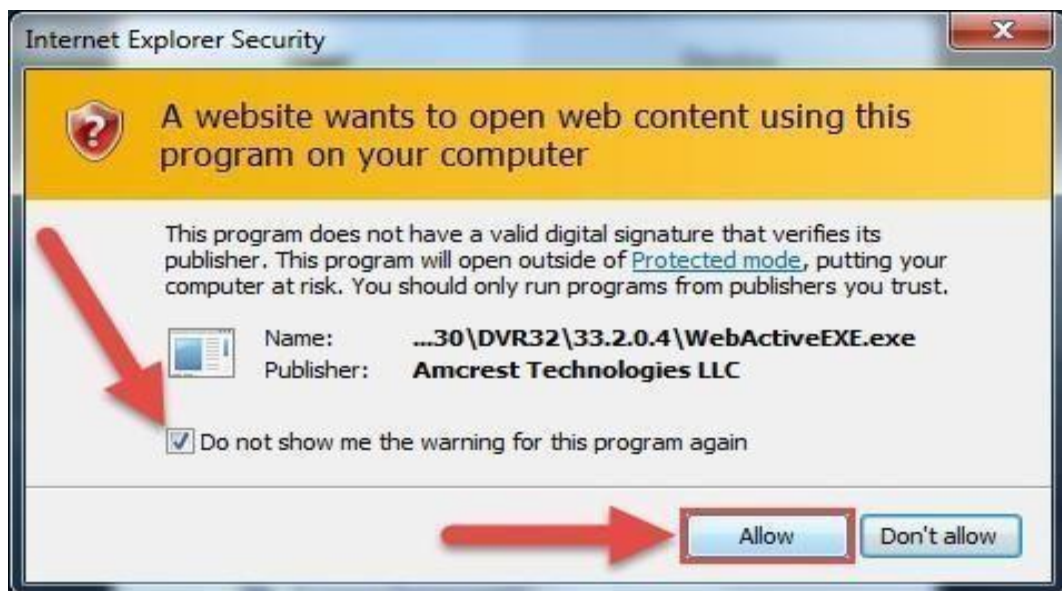 Internet Explorer Security
A website wants to open web content using this
program on your computer
This program does not have a valid digital signature that verifies its
publisher. This program will open outside of Protected mode, putting your
computer at risk. You should only run programs from publishers you trust.
Name: ...30\DVR32\33.2.0.4\WebActiveEXE.exe
Publisher: Amcrest Technologies LLC
Do not show me the warning for this program again
Allow Don't allow